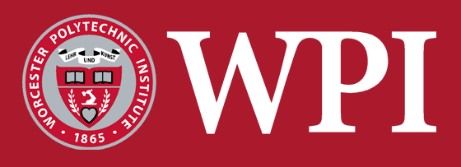 WORCESTER POLYTECHNIC INSTITUTE
LEHR UND KUNST
1865
WPI